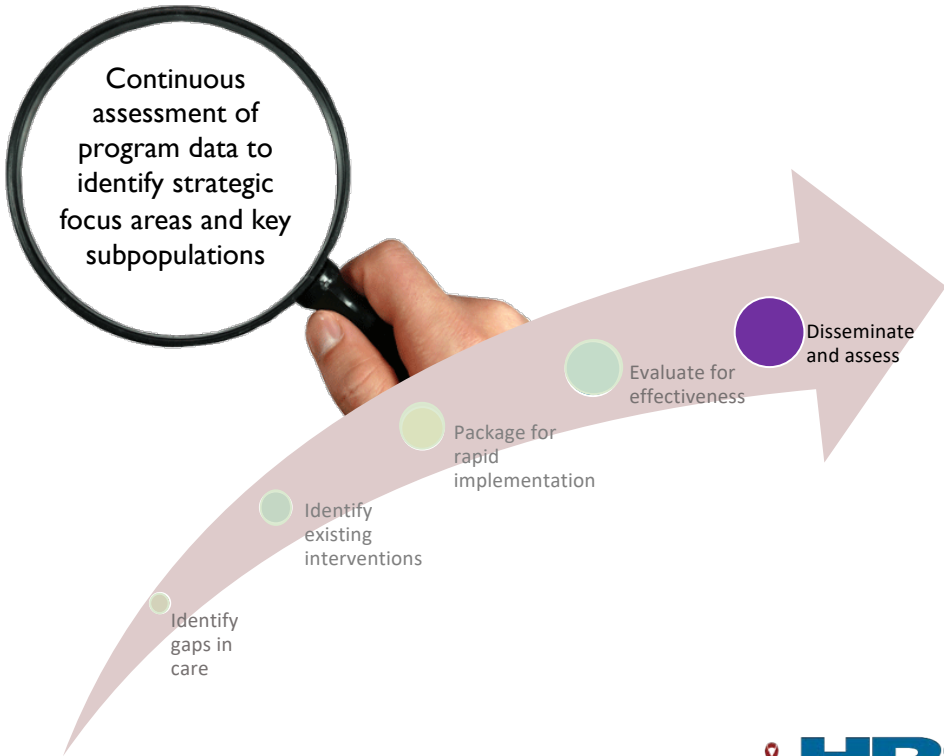 Continuous
assessment of
program data to
identify strategic
focus areas and key
subpopulations
Disseminate
and assess
Evaluate for
effectiveness
Package for
rapid
implementation
Identify
existing
interventions
Identify
gaps in
care